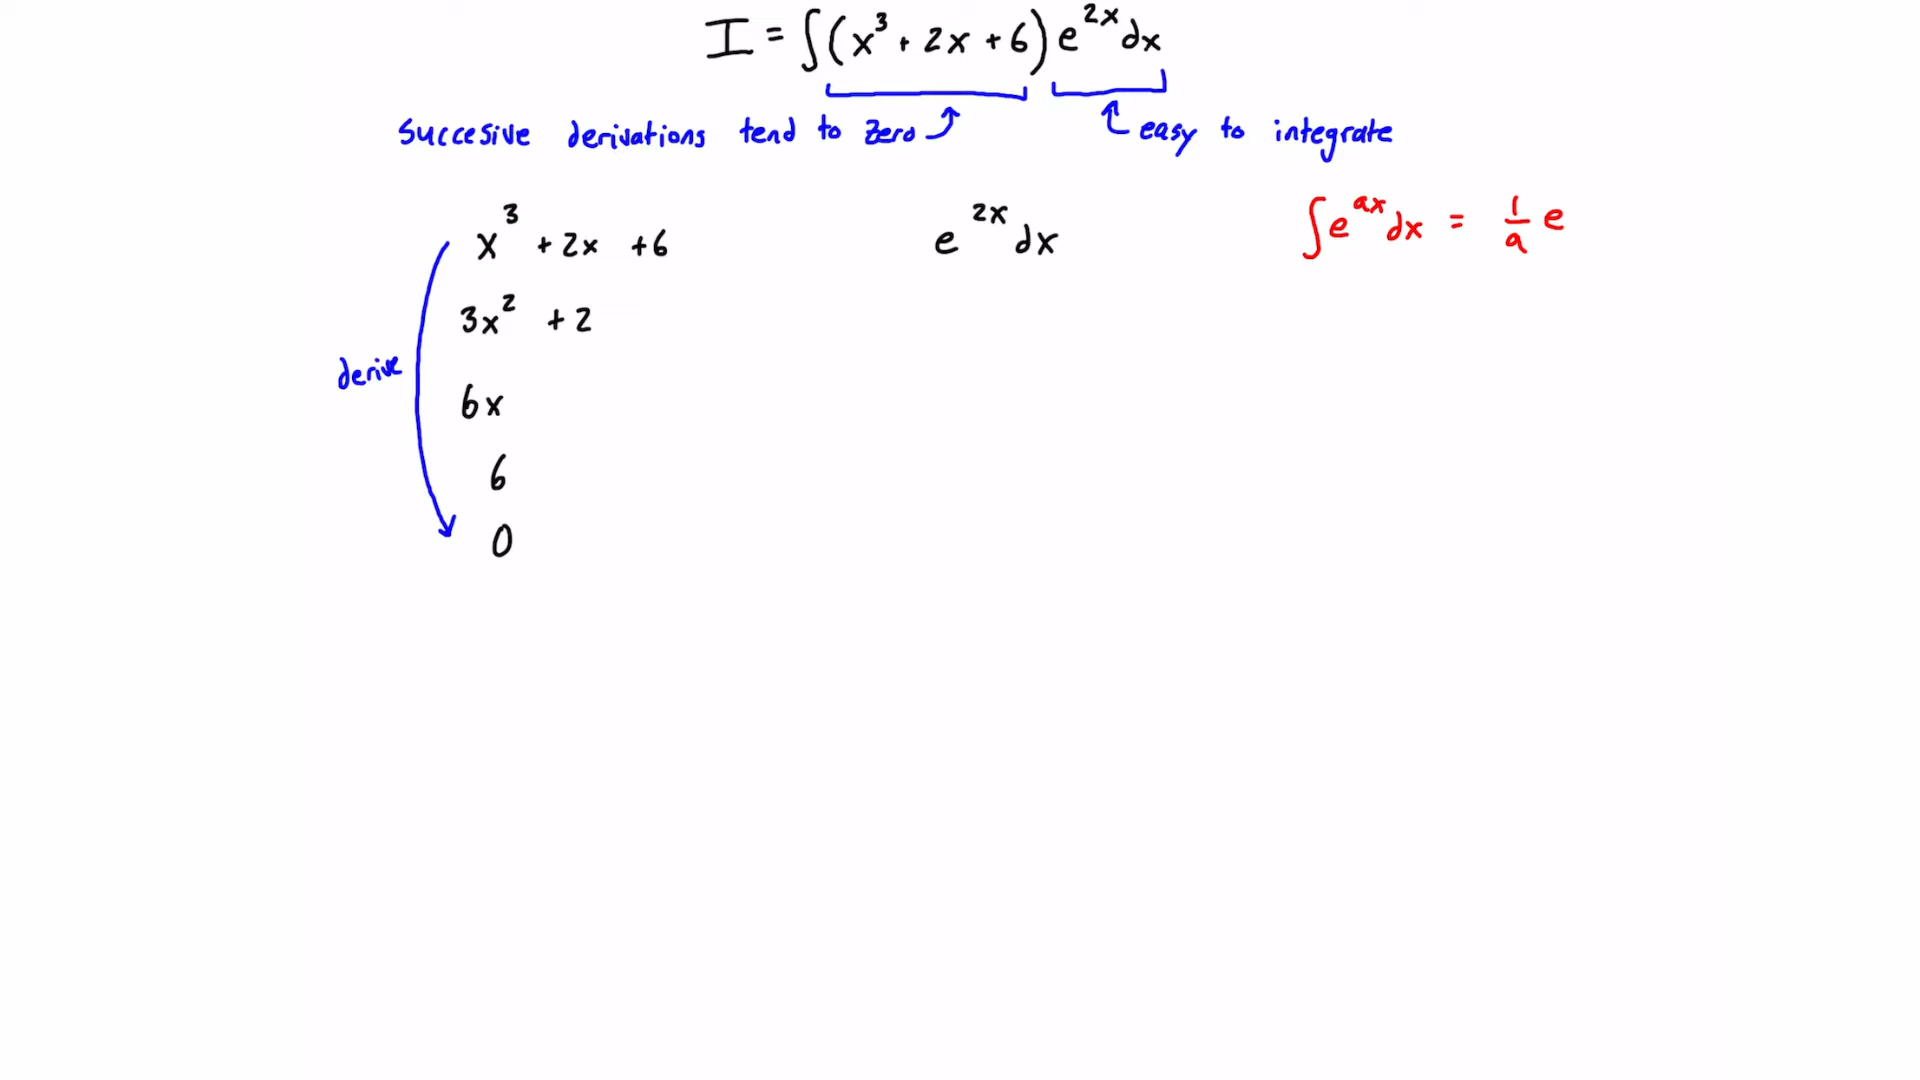 I = ∫(x³ + 2x + 6) e^{2x} dx
Succesive derivations tend to zero easy to integrate
x³ + 2x + 6 e^{2x} dx ∫e^{ax} dx = 1/a e
3x² + 2
derive
6x
6
0